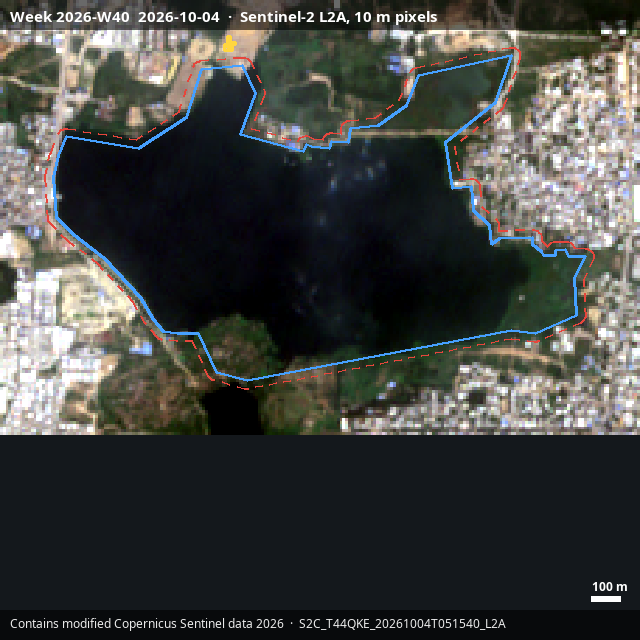 Week 2026-W40  2026-10-04  ·  Sentinel-2 L2A, 10 m pixels
100 m
Contains modified Copernicus Sentinel data 2026  ·  S2C_T44QKE_20261004T051540_L2A